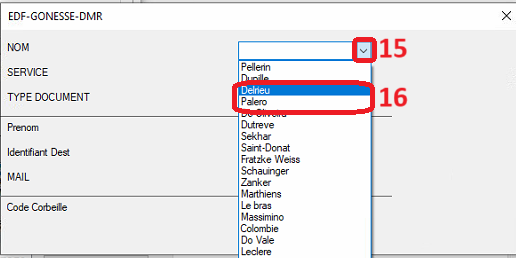 EDF-GONESSE-DMR
NOM
15
SERVICE
TYPE DOCUMENT
Prenom
Identifiant Dest
MAIL
Code Corbeille
Pellerin
Dupille
Delrieu
Palero
16
De Oliveira
Dutreve
Sekhar
Saint-Donat
Fratzke Weiss
Schauinger
Zanker
Marthiens
Le bras
Massimino
Colombie
Do Vale
Leclere